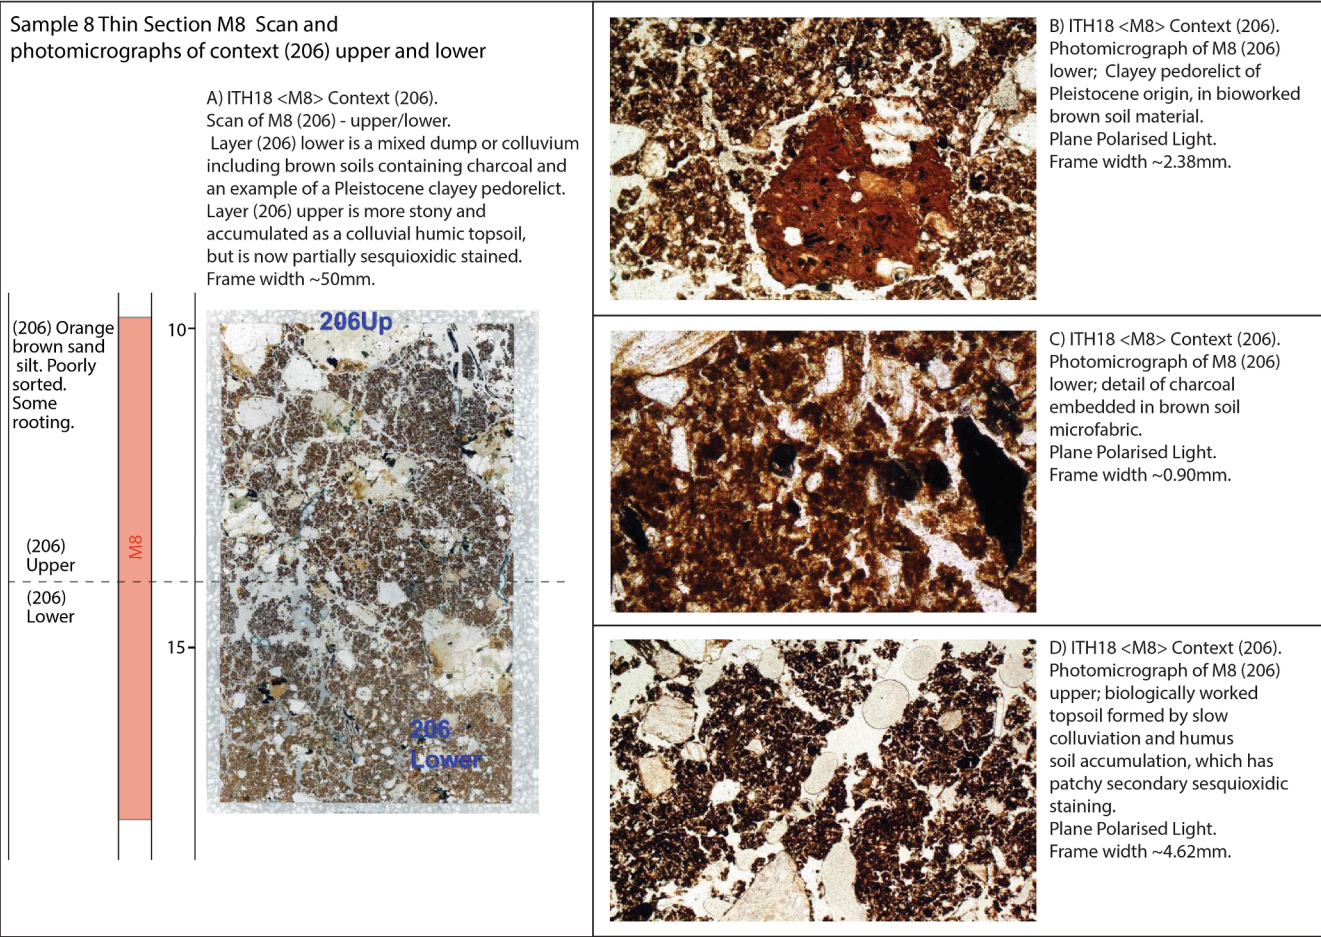 Sample 8 Thin Section M8 Scan and
photomicrographs of context (206) upper and lower
A) ITH18 <M8> Context (206).
Scan of M8 (206) - upper/lower.
Layer (206) lower is a mixed dump or colluvium
including brown soils containing charcoal and
an example of a Pleistocene clayey pedorelict.
Layer (206) upper is more stony and
accumulated as a colluvial humic topsoil,
but is now partially sesquioxidic stained.
Frame width ~50mm.
(206) Orange
brown sand
silt. Poorly
sorted.
Some
rooting.
(206)
Upper
(206)
Lower
M8
10
15
206Up
206
Lower
B) ITH18 <M8> Context (206).
Photomicrograph of M8 (206)
lower; Clayey pedorelict of
Pleistocene origin, in bioworked
brown soil material.
Plane Polarised Light.
Frame width ~2.38mm.
C) ITH18 <M8> Context (206).
Photomicrograph of M8 (206)
lower; detail of charcoal
embedded in brown soil
microfabric.
Plane Polarised Light.
Frame width ~0.90mm.
D) ITH18 <M8> Context (206).
Photomicrograph of M8 (206)
upper; biologically worked
topsoil formed by slow
colluviation and humus
soil accumulation, which has
patchy secondary sesquioxidic
staining.
Plane Polarised Light.
Frame width ~4.62mm.